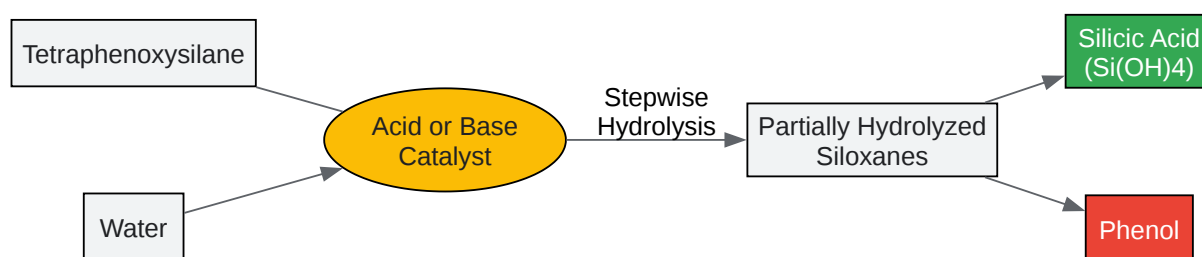 Tetraphenoxysilane
Water
Acid or Base
Catalyst
Stepwise
Hydrolysis
Partially Hydrolyzed
Siloxanes
Silicic Acid
(Si(OH)4)
Phenol